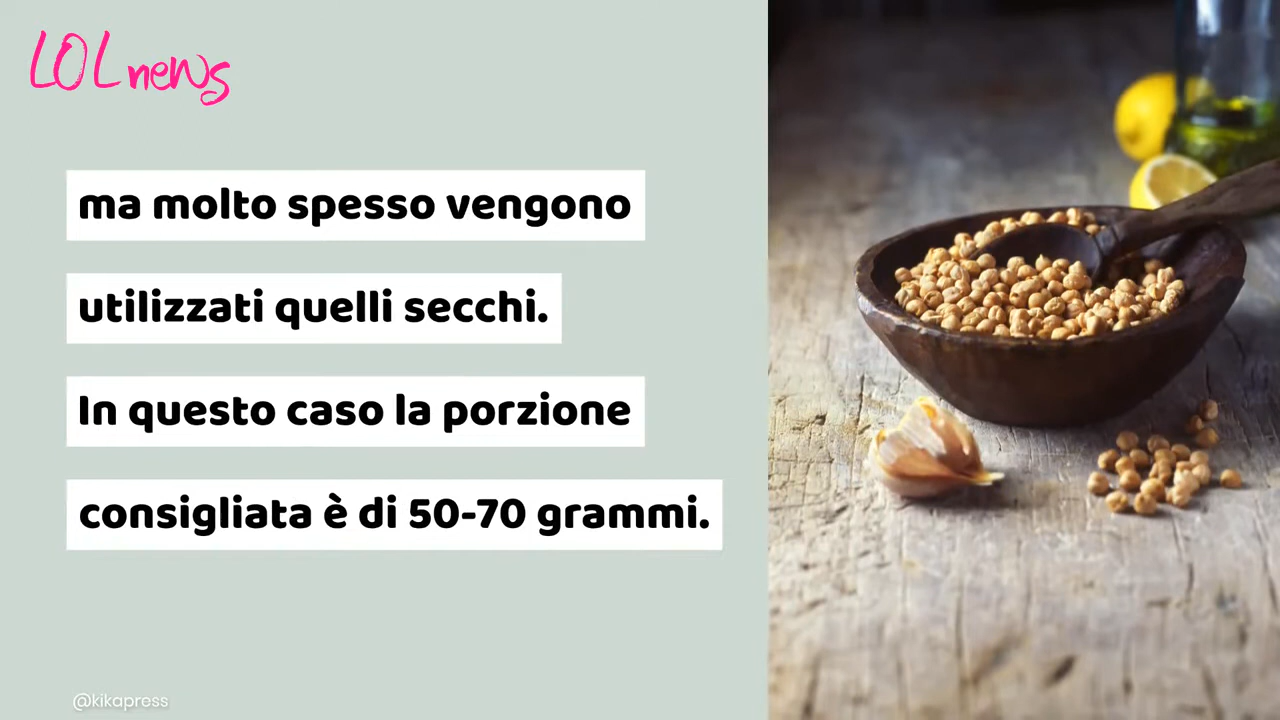 LOL news
ma molto spesso vengono
utilizzati quelli secchi.
In questo caso la porzione
consigliata è di 50-70 grammi.
@kikapress